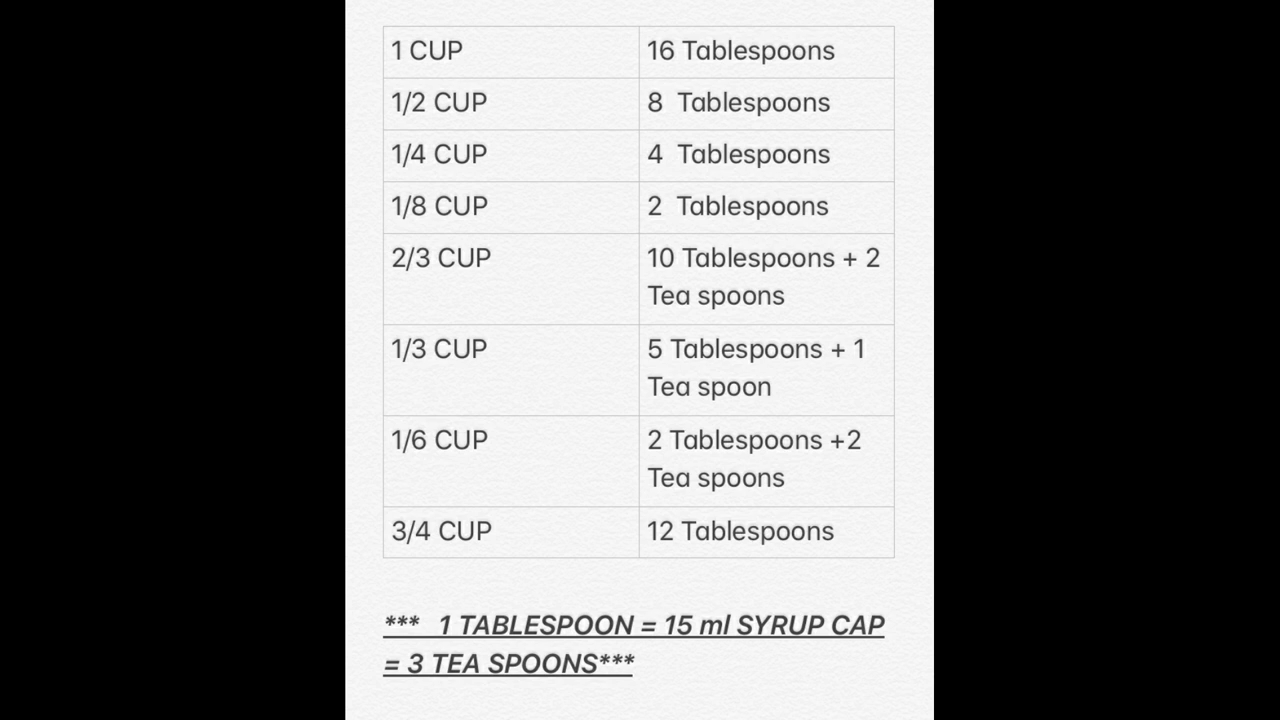 1 CUP 16 Tablespoons
1/2 CUP 8 Tablespoons
1/4 CUP 4 Tablespoons
1/8 CUP 2 Tablespoons
2/3 CUP 10 Tablespoons + 2
Tea spoons
1/3 CUP 5 Tablespoons + 1
Tea spoon
1/6 CUP 2 Tablespoons +2
Tea spoons
3/4 CUP 12 Tablespoons
*** 1 TABLESPOON = 15 ml SYRUP CAP
= 3 TEA SPOONS***